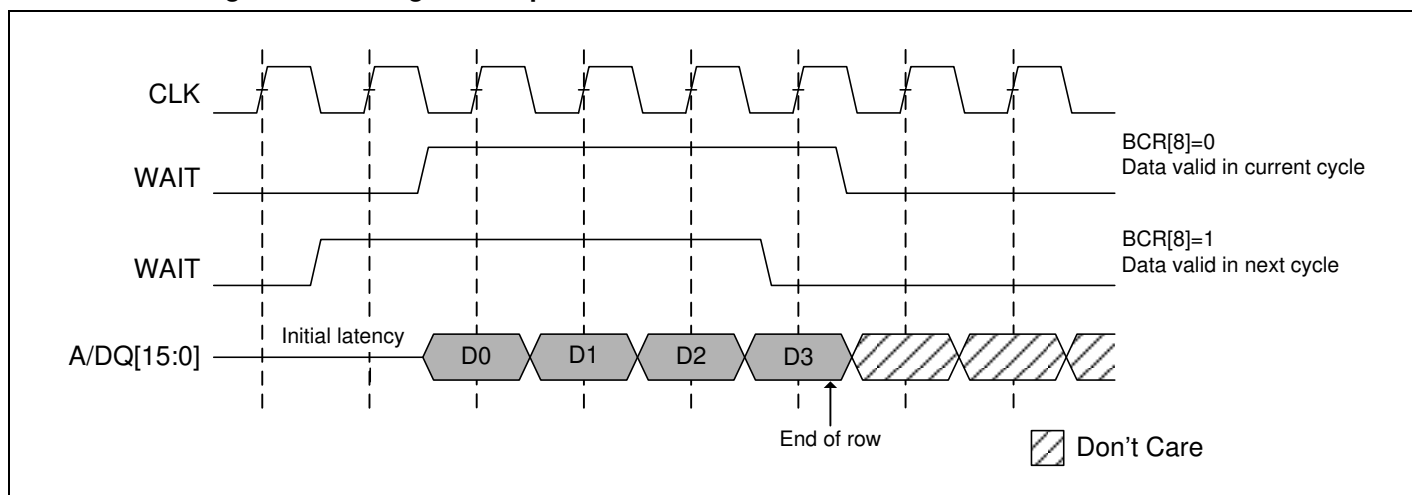 CLK
BCR[8]=0
WAIT
Data valid in current cycle
BCR[8]=1
WAIT
Data valid in next cycle
Initial latency
A/DQ[15:0]
D0 D1 D2 D3
End of row
Don't Care